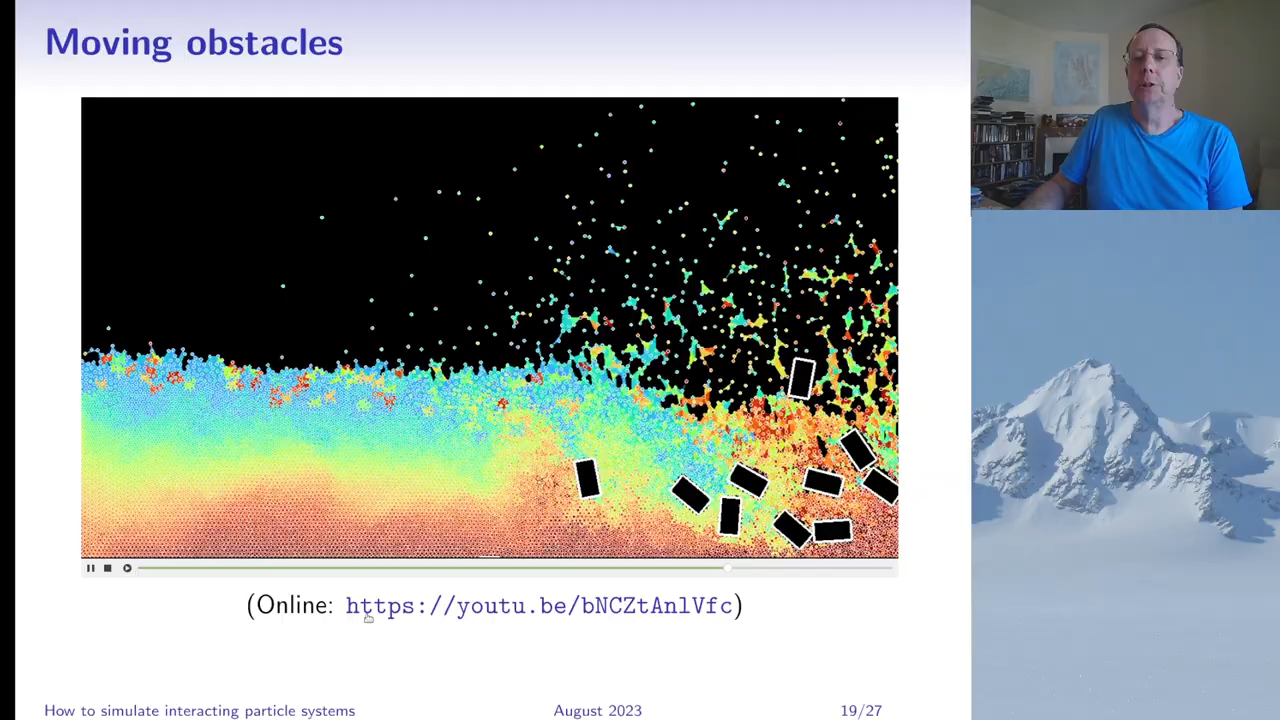 Moving obstacles
(Online: https://youtu.be/bNCZtAnlVfc)
How to simulate interacting particle systems August 2023 19/27